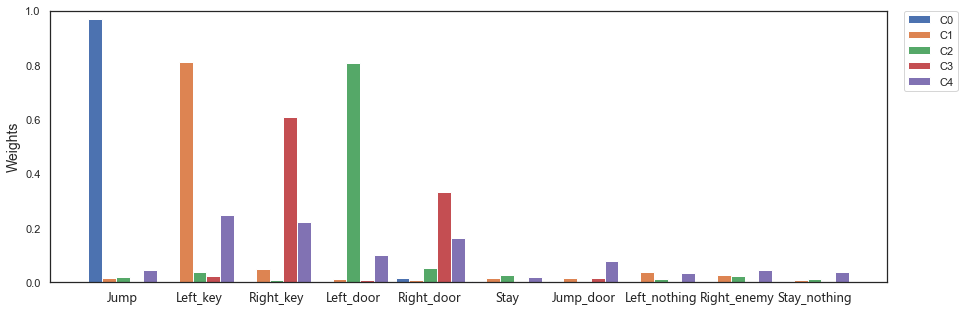 1.0
0.8
0.6
0.4
0.2
0.0
Weights
Jump Left_key Right_key Left_door Right_door Stay Jump_door Left_nothing Right_enemy Stay_nothing
C0
C1
C2
C3
C4